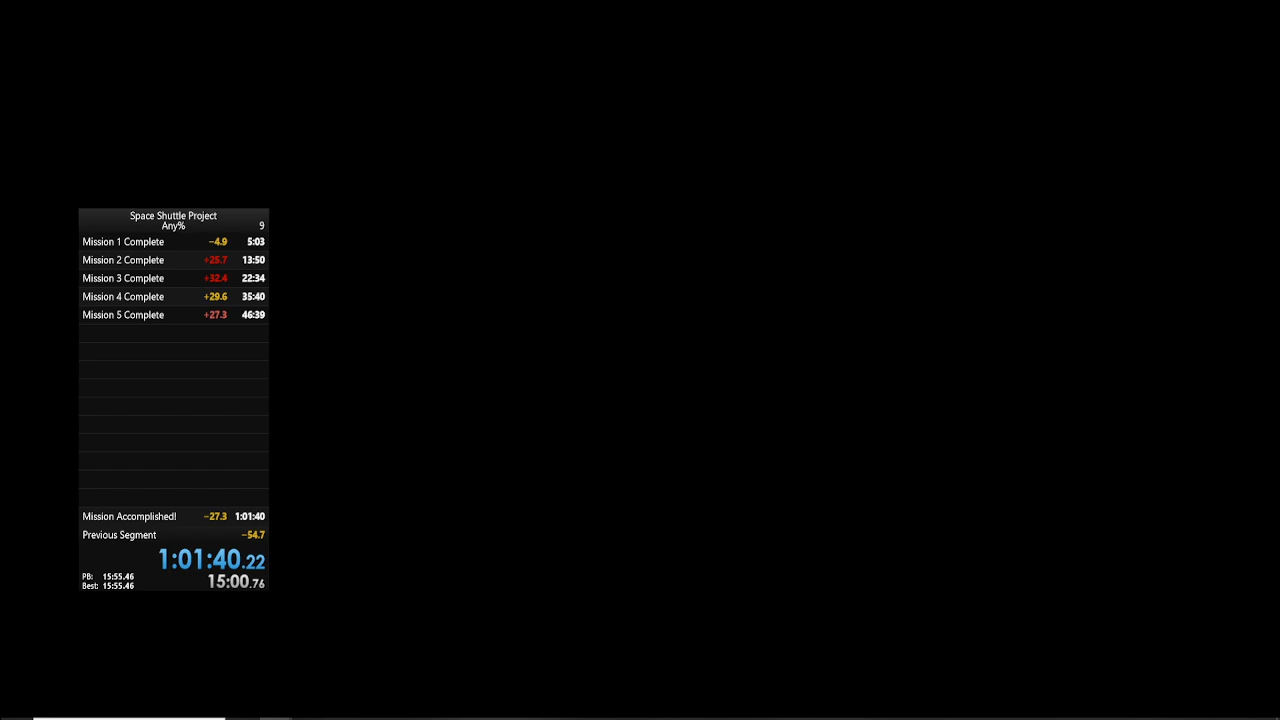 Space Shuttle Project
Any% 9
Mission 1 Complete −4.9 5:03
Mission 2 Complete +25.7 13:50
Mission 3 Complete +32.4 22:34
Mission 4 Complete +29.6 35:40
Mission 5 Complete +27.3 46:39
Mission Accomplished! −27.3 1:01:40
Previous Segment −54.7
1:01:40.22
PB: 15:55.46
Best: 15:55.46
15:00.76